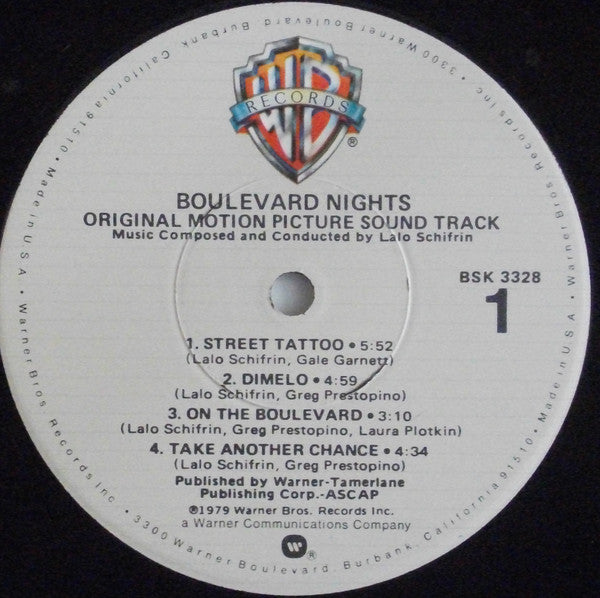 3300 Warner Boulevard, Burbank, California 91510 • Made in U.S.A. • Warner Bros. Records Inc. • 3300 Warner Boulevard, Burbank, California 91510 • Made in U.S.A. • Warner Bros. Records Inc. •
WB
RECORDS
®
BOULEVARD NIGHTS
ORIGINAL MOTION PICTURE SOUND TRACK
Music Composed and Conducted by Lalo Schifrin
BSK 3328
1
1. STREET TATTOO • 5:52
(Lalo Schifrin, Gale Garnett)
2. DIMELO • 4:59
(Lalo Schifrin, Greg Prestopino)
3. ON THE BOULEVARD • 3:10
(Lalo Schifrin, Greg Prestopino, Laura Plotkin)
4. TAKE ANOTHER CHANCE • 4:34
(Lalo Schifrin, Greg Prestopino)
Published by Warner-Tamerlane
Publishing Corp.-ASCAP
℗1979 Warner Bros. Records Inc.
a Warner Communications Company
W ®